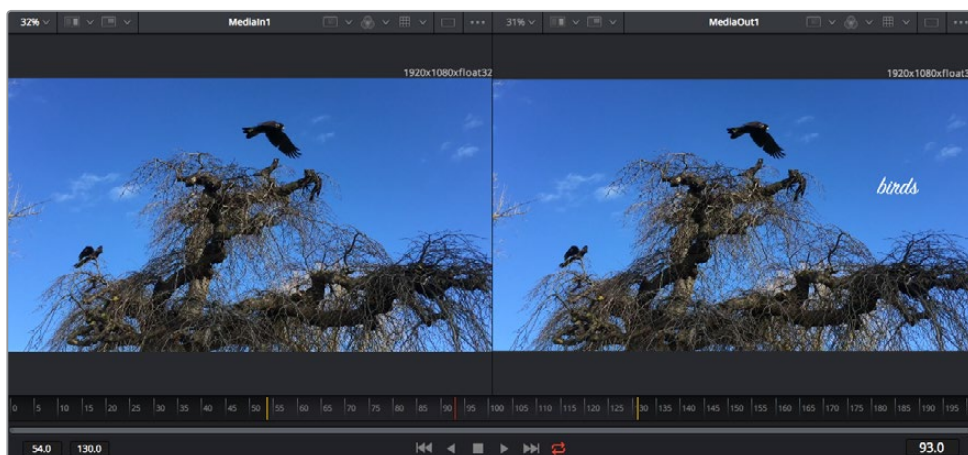 32% MediaIn1 31% MediaOut1
1920x1080xfloat32 1920x1080xfloat3
birds
0 5 10 15 20 25 30 35 40 45 50 55 60 65 70 75 80 85 90 95 100 105 110 115 120 125 130 135 140 145 150 155 160 165 170 175 180 185 190 195
54.0 130.0 93.0